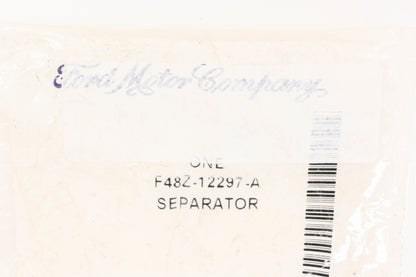 Ford Motor Company
ONE
F48Z-12297-A
SEPARATOR